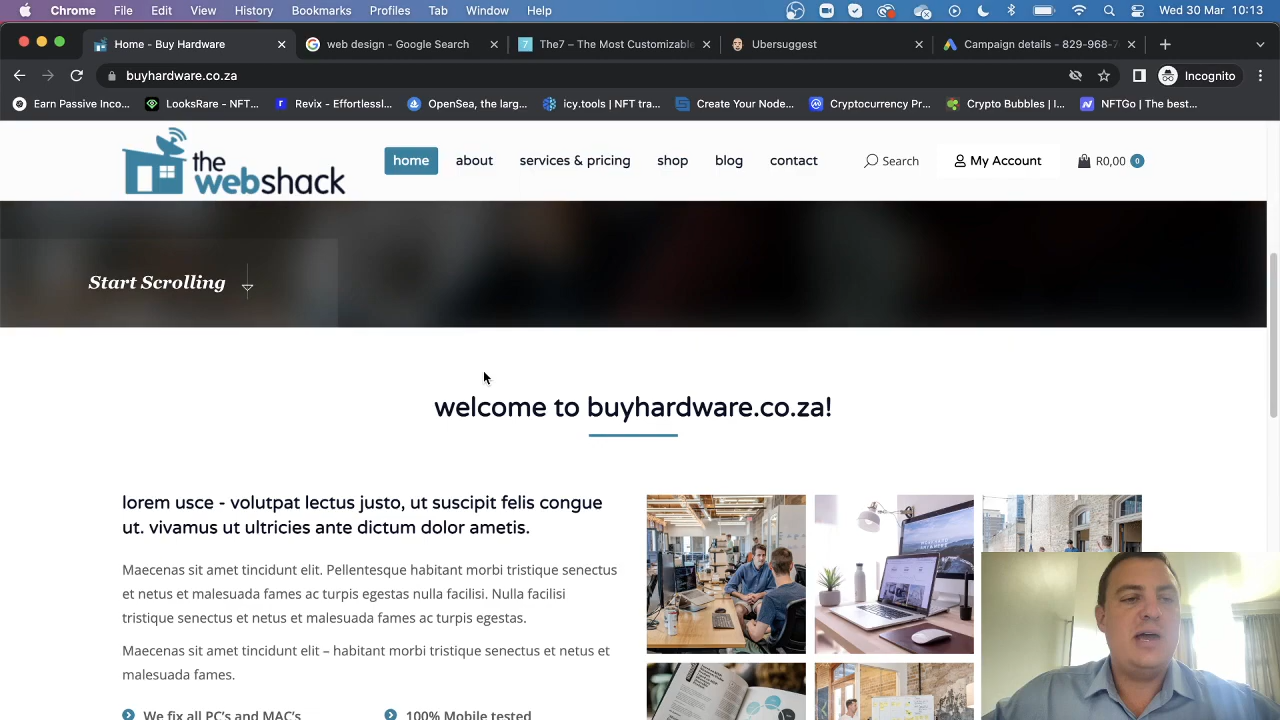 Chrome File Edit View History Bookmarks Profiles Tab Window Help Wed 30 Mar 10:13
Home - Buy Hardware web design - Google Search 7 The7 – The Most Customizable Ubersuggest Campaign details - 829-968-7
buyhardware.co.za Incognito
Earn Passive Inco... LooksRare - NFT... Revix - Effortlessl... OpenSea, the larg... icy.tools | NFT tra... Create Your Node... Cryptocurrency Pr... Crypto Bubbles | I... NFTGo | The best...
the webshack
home about services & pricing shop blog contact Search My Account R0,00 0
Start Scrolling
welcome to buyhardware.co.za!
lorem usce - volutpat lectus justo, ut suscipit felis congue
ut. vivamus ut ultricies ante dictum dolor ametis.
Maecenas sit amet tincidunt elit. Pellentesque habitant morbi tristique senectus
et netus et malesuada fames ac turpis egestas nulla facilisi. Nulla facilisi
tristique senectus et netus et malesuada fames ac turpis egestas.
Maecenas sit amet tincidunt elit – habitant morbi tristique senectus et netus et
malesuada fames.
We fix all PC's and MAC's 100% Mobile tested